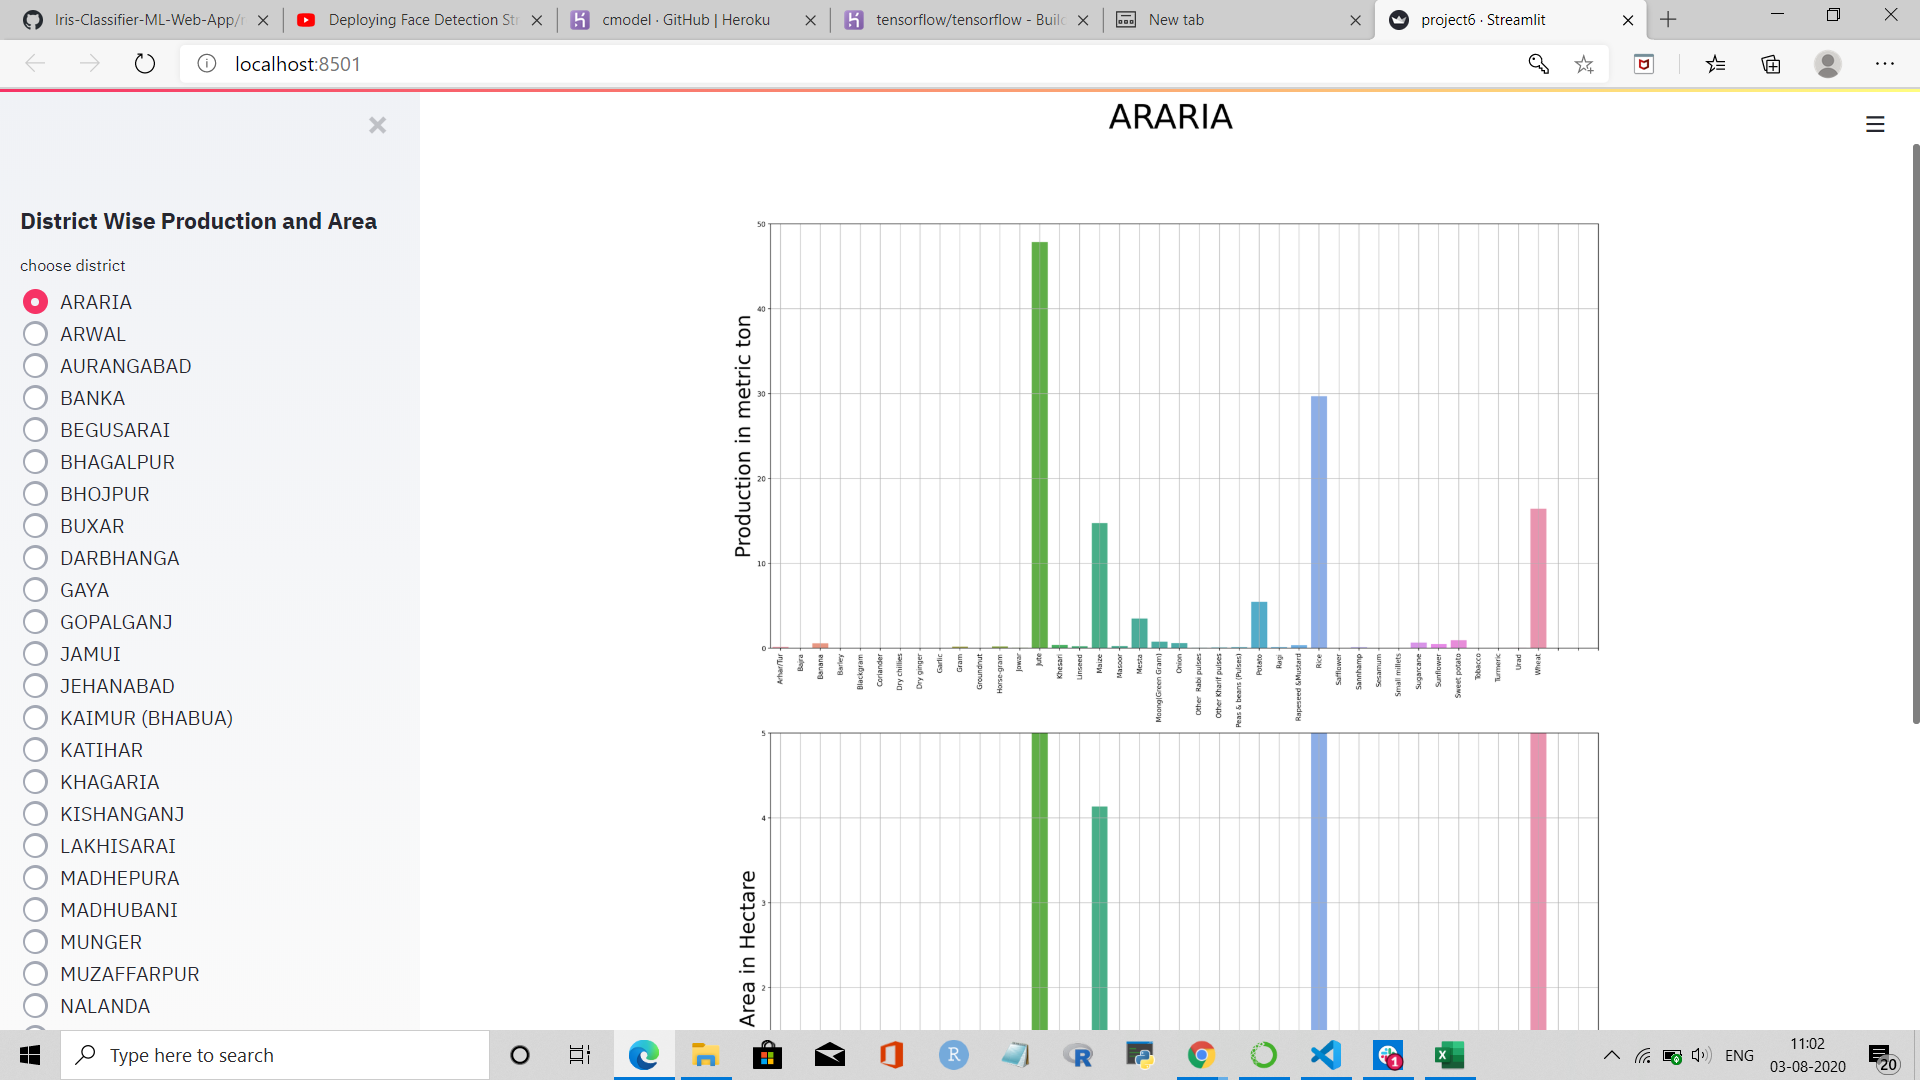 Iris-Classifier-ML-Web-App/r
Deploying Face Detection Str
cmodel · GitHub | Heroku
tensorflow/tensorflow - Build
New tab
project6 · Streamlit
localhost:8501
District Wise Production and Area
choose district
ARARIA
ARWAL
AURANGABAD
BANKA
BEGUSARAI
BHAGALPUR
BHOJPUR
BUXAR
DARBHANGA
GAYA
GOPALGANJ
JAMUI
JEHANABAD
KAIMUR (BHABUA)
KATIHAR
KHAGARIA
KISHANGANJ
LAKHISARAI
MADHEPURA
MADHUBANI
MUNGER
MUZAFFARPUR
NALANDA
ARARIA
Production in metric ton
50
40
30
20
10
0
Arhar/Tur
Bajra
Banana
Barley
Blackgram
Coriander
Dry chillies
Dry ginger
Garlic
Gram
Groundnut
Horse-gram
Jowar
Jute
Khesari
Linseed
Maize
Masoor
Mesta
Moong(Green Gram)
Onion
Other Rabi pulses
Other Kharif pulses
Peas & beans (Pulses)
Potato
Ragi
Rapeseed &Mustard
Rice
Safflower
Sannhamp
Sesamum
Small millets
Sugarcane
Sunflower
Sweet potato
Tobacco
Turmeric
Urad
Wheat
Area in Hectare
5
4
3
2
Type here to search
R
R
1
ENG
11:02
03-08-2020
20